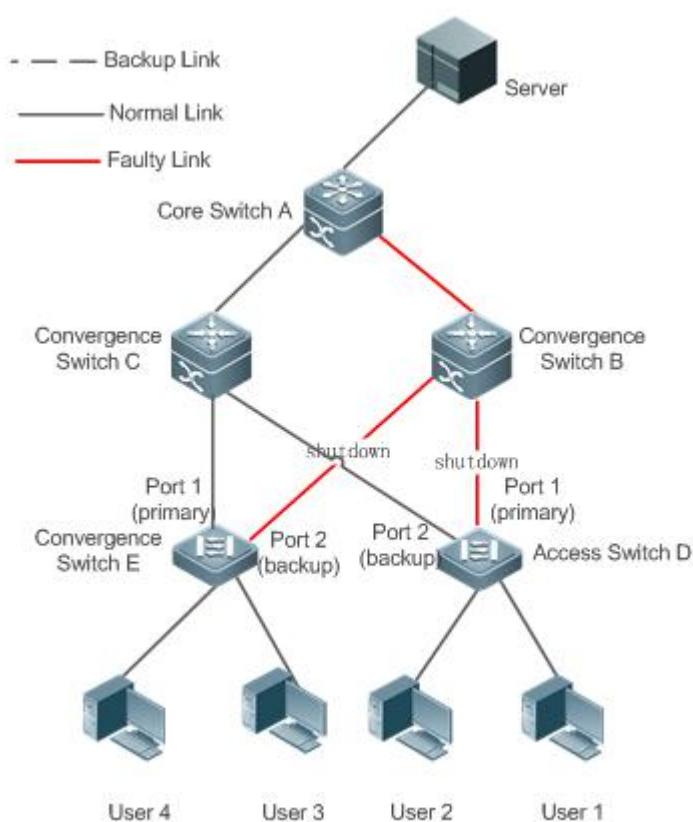 Backup Link
Normal Link
Faulty Link
Server
Core Switch A
Convergence
Switch C
Convergence
Switch B
shutdown
shutdown
Port 1
(primary)
Port 1
(primary)
Convergence
Switch E
Port 2
(backup)
Port 2
(backup)
Access Switch D
User 4
User 3
User 2
User 1